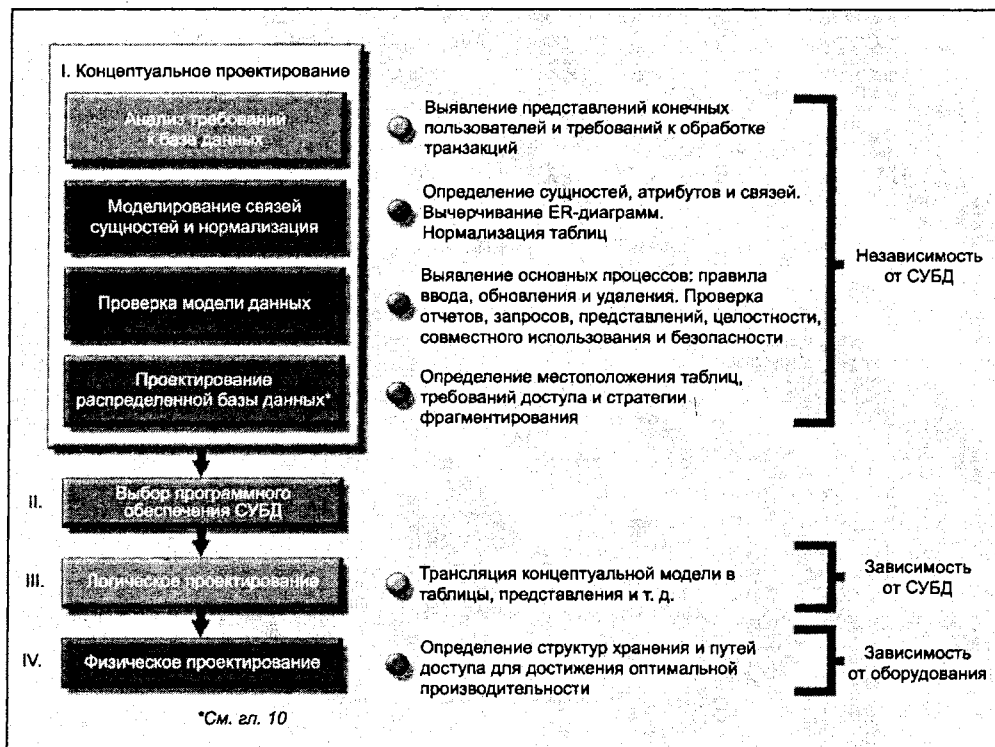 I. Концептуальное проектирование
Анализ требований
к база данных
Выявление представлений конечных
пользователей и требований к обработке
транзакций
Моделирование связей
сущностей и нормализация
Определение сущностей, атрибутов и связей.
Вычерчивание ER-диаграмм.
Нормализация таблиц
Проверка модели данных
Выявление основных процессов: правила
ввода, обновления и удаления. Проверка
отчетов, запросов, представлений, целостности,
совместного использования и безопасности
Проектирование
распределенной базы данных*
Определение местоположения таблиц,
требований доступа и стратегии
фрагментирования
Независимость
от СУБД
II.
Выбор программного
обеспечения СУБД
III.
Логическое проектирование
Трансляция концептуальной модели в
таблицы, представления и т. д.
Зависимость
от СУБД
IV.
Физическое проектирование
Определение структур хранения и путей
доступа для достижения оптимальной
производительности
Зависимость
от оборудования
*См. гл. 10